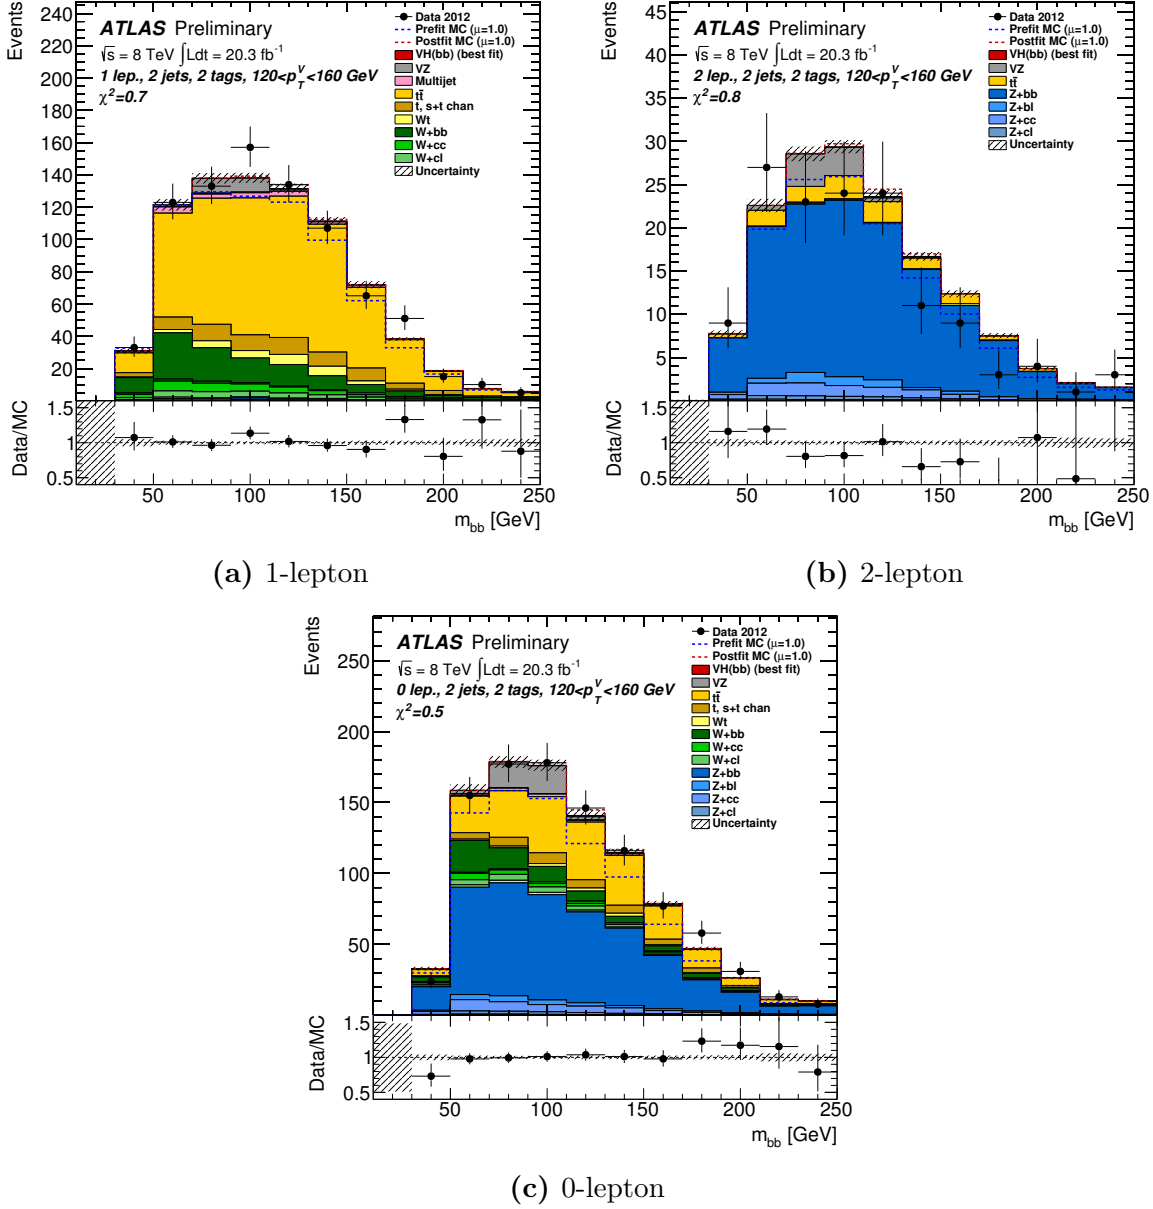 Events
240
220
200
180
160
140
120
100
80
60
40
20
ATLAS Preliminary
√s = 8 TeV ∫Ldt = 20.3 fb⁻¹
1 lep., 2 jets, 2 tags, 120<p_T^V<160 GeV
χ²=0.7
Data 2012
Prefit MC (μ=1.0)
Postfit MC (μ=1.0)
VH(bb) (best fit)
VZ
Multijet
tt̄
t, s+t chan
Wt
W+bb
W+cc
W+cl
Uncertainty
Data/MC
1.5
1
0.5
50 100 150 200 250
m_bb [GeV]
(a) 1-lepton
Events
45
40
35
30
25
20
15
10
5
0
ATLAS Preliminary
√s = 8 TeV ∫Ldt = 20.3 fb⁻¹
2 lep., 2 jets, 2 tags, 120<p_T^V<160 GeV
χ²=0.8
Data 2012
Prefit MC (μ=1.0)
Postfit MC (μ=1.0)
VH(bb) (best fit)
VZ
tt̄
Z+bb
Z+bl
Z+cc
Z+cl
Uncertainty
Data/MC
1.5
1
0.5
50 100 150 200 250
m_bb [GeV]
(b) 2-lepton
Events
250
200
150
100
50
ATLAS Preliminary
√s = 8 TeV ∫Ldt = 20.3 fb⁻¹
0 lep., 2 jets, 2 tags, 120<p_T^V<160 GeV
χ²=0.5
Data 2012
Prefit MC (μ=1.0)
Postfit MC (μ=1.0)
VH(bb) (best fit)
VZ
tt̄
t, s+t chan
Wt
W+bb
W+cc
W+cl
Z+bb
Z+bl
Z+cc
Z+cl
Uncertainty
Data/MC
1.5
1
0.5
50 100 150 200 250
m_bb [GeV]
(c) 0-lepton